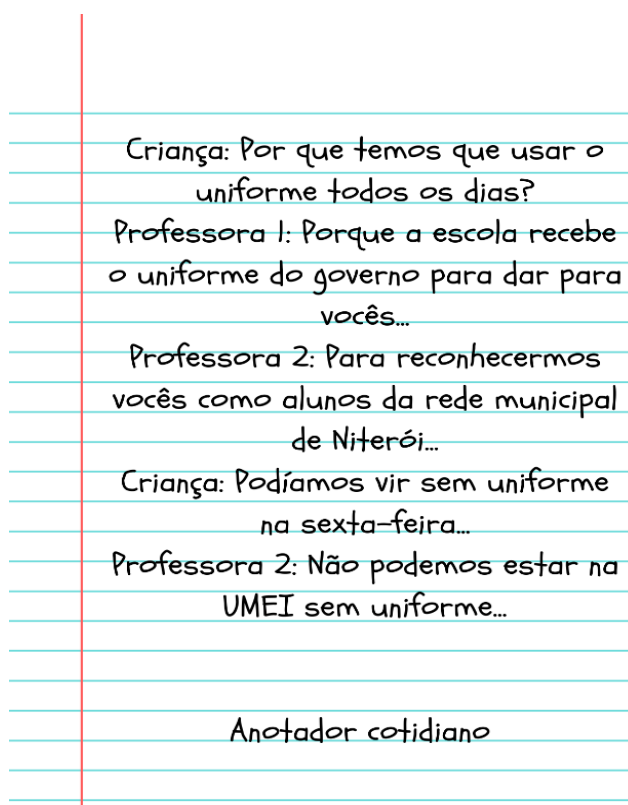 Criança: Por que temos que usar o
uniforme todos os dias?
Professora 1: Porque a escola recebe
o uniforme do governo para dar para
vocês...
Professora 2: Para reconhecermos
vocês como alunos da rede municipal
de Niterói...
Criança: Podíamos vir sem uniforme
na sexta-feira...
Professora 2: Não podemos estar na
UMEI sem uniforme...
Anotador cotidiano